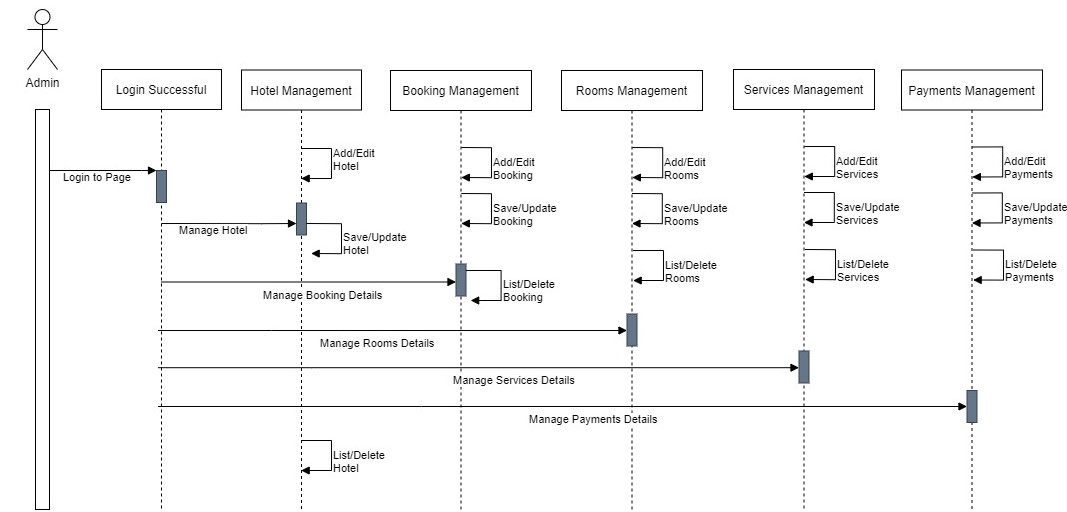 Admin
Login Successful
Hotel Management
Booking Management
Rooms Management
Services Management
Payments Management
Login to Page
Add/Edit
Hotel
Add/Edit
Booking
Add/Edit
Rooms
Add/Edit
Services
Add/Edit
Payments
Save/Update
Booking
Save/Update
Rooms
Save/Update
Services
Save/Update
Payments
Manage Hotel
Save/Update
Hotel
List/Delete
Rooms
List/Delete
Services
List/Delete
Payments
Manage Booking Details
List/Delete
Booking
Manage Rooms Details
Manage Services Details
Manage Payments Details
List/Delete
Hotel